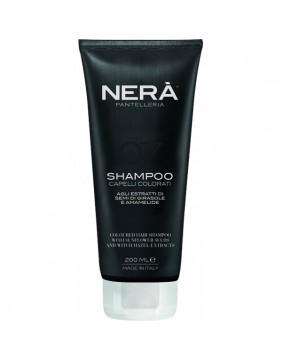 NERÀ
PANTELLERIA
07
SHAMPOO
CAPELLI COLORATI
AGLI ESTRATTI DI
SEMI DI GIRASOLE
E AMAMELIDE
COLOURED HAIR SHAMPOO
WITH SUNFLOWER SEEDS
AND WITCH HAZEL EXTRACTS
200 ML ℮
MADE IN ITALY